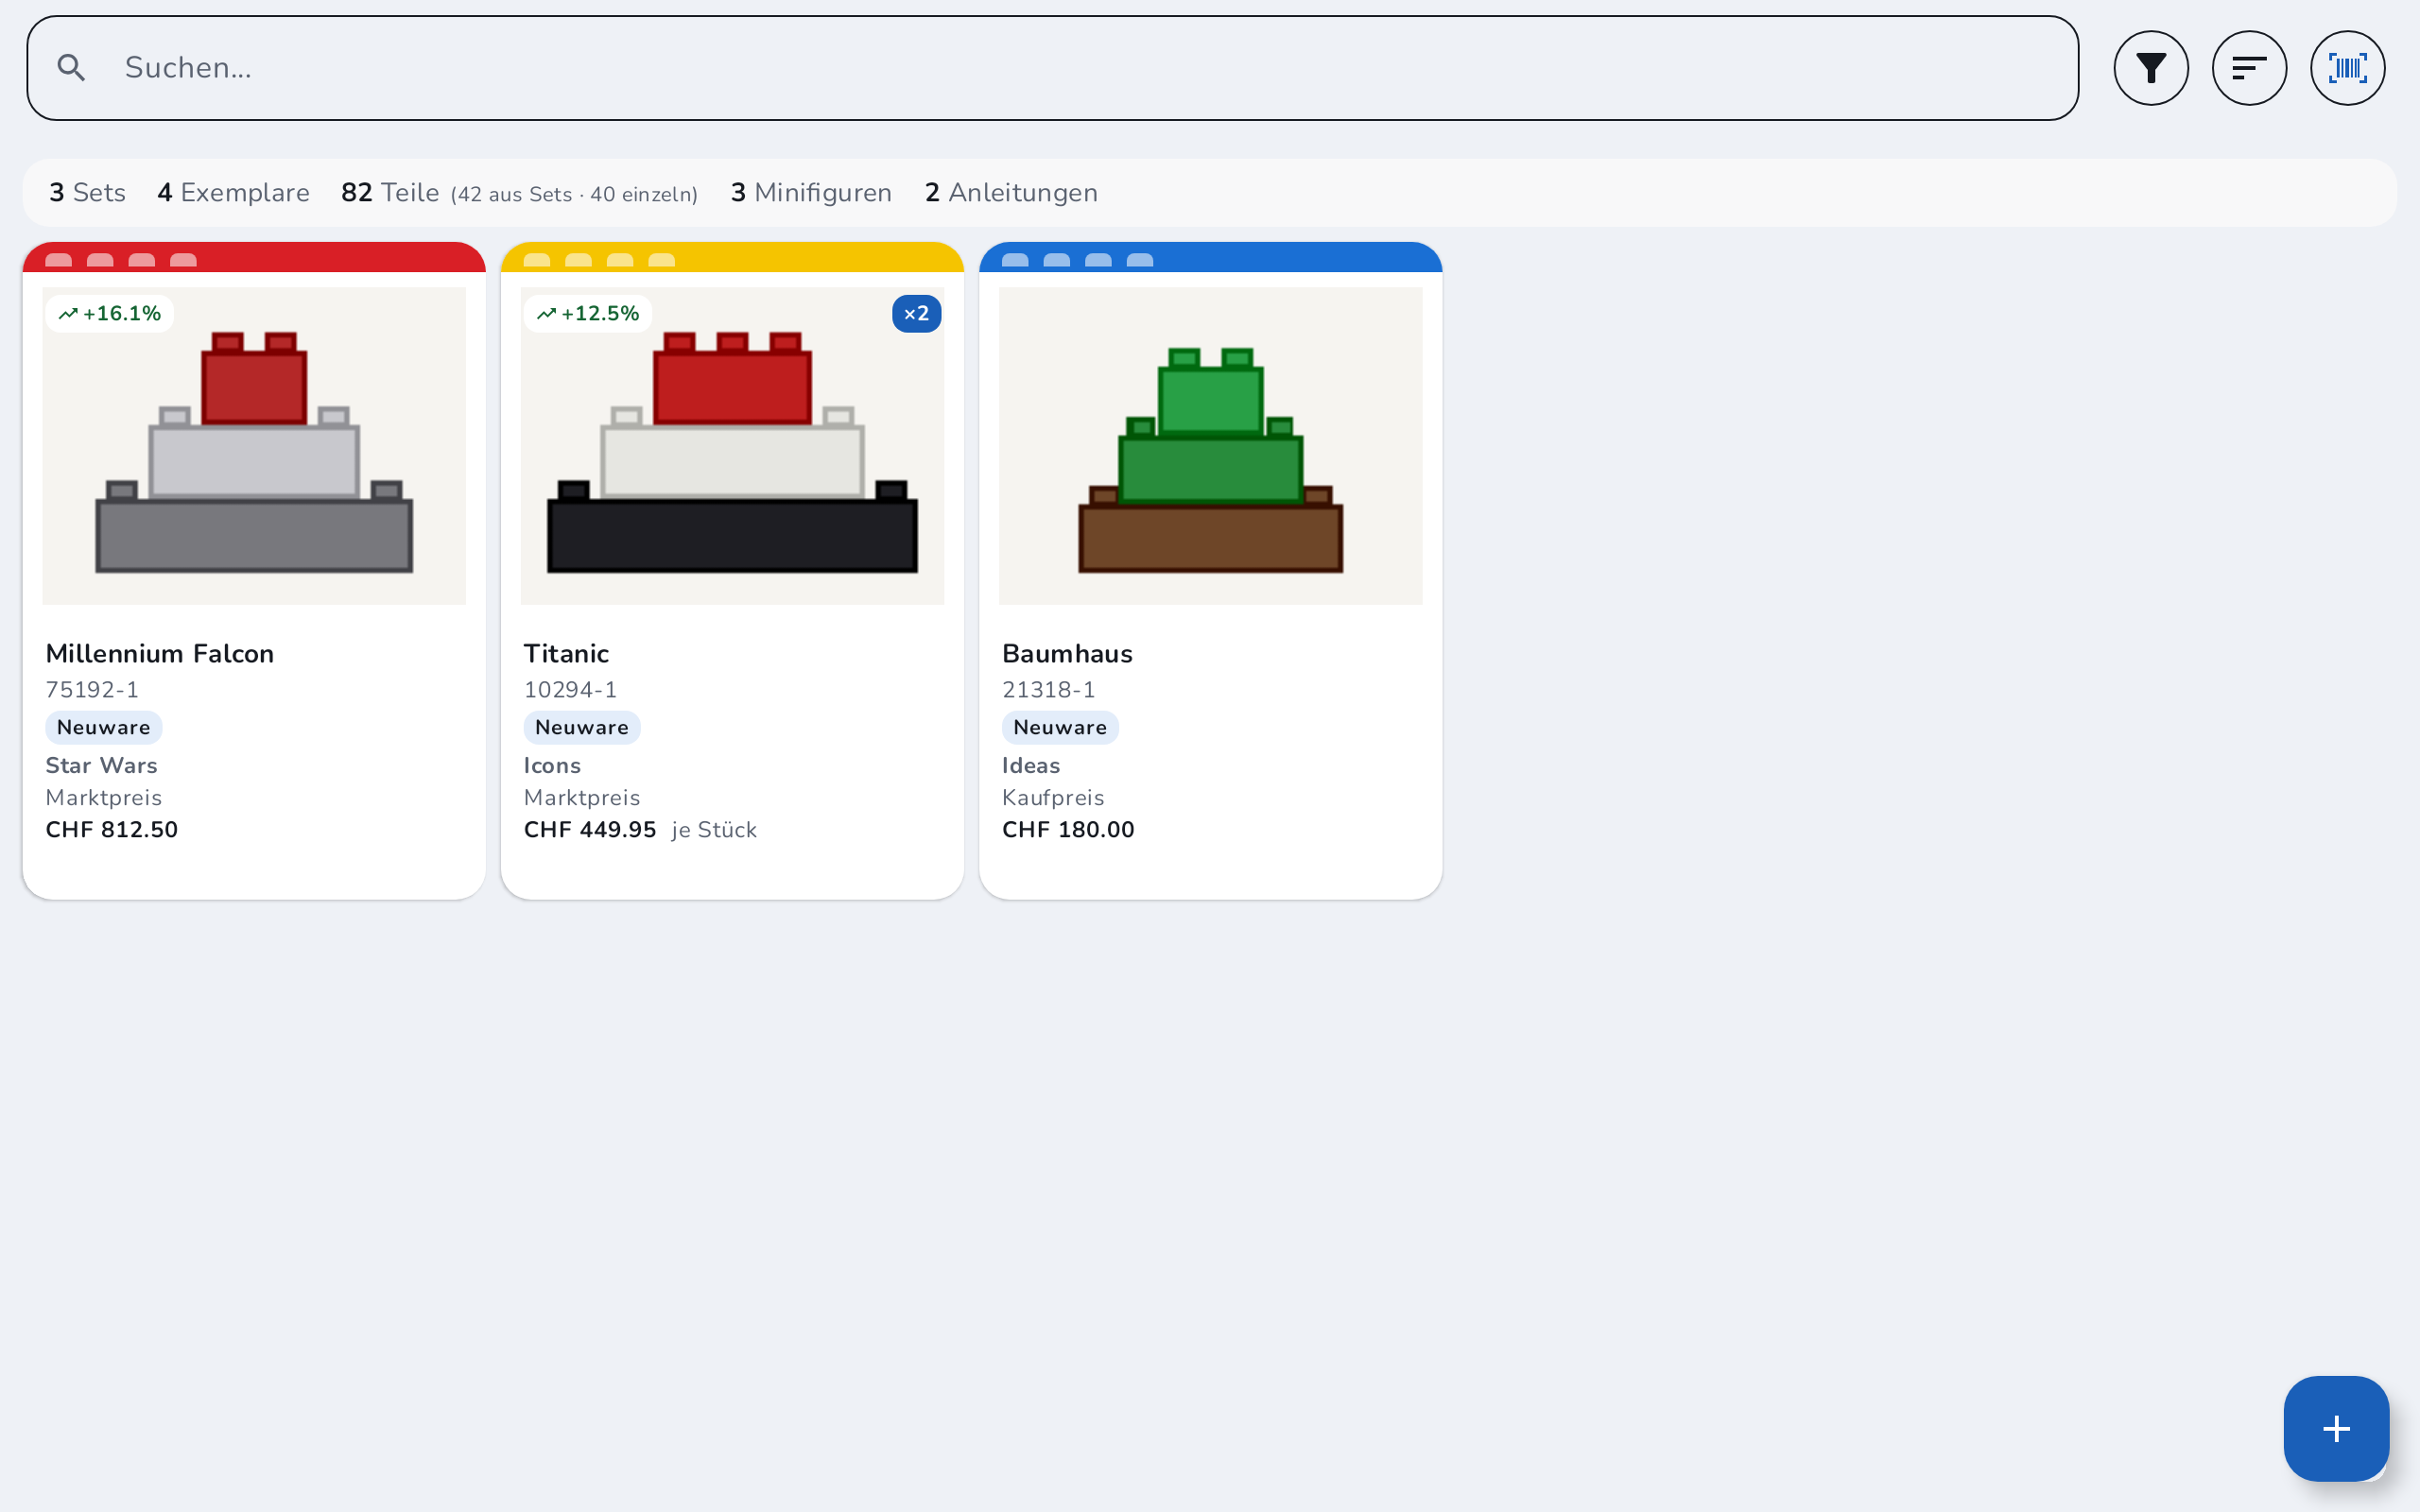 Suchen...
3 Sets 4 Exemplare 82 Teile (42 aus Sets · 40 einzeln) 3 Minifiguren 2 Anleitungen
+16.1%
Millennium Falcon
75192-1
Neuware
Star Wars
Marktpreis
CHF 812.50
+12.5% ×2
Titanic
10294-1
Neuware
Icons
Marktpreis
CHF 449.95 je Stück
Baumhaus
21318-1
Neuware
Ideas
Kaufpreis
CHF 180.00